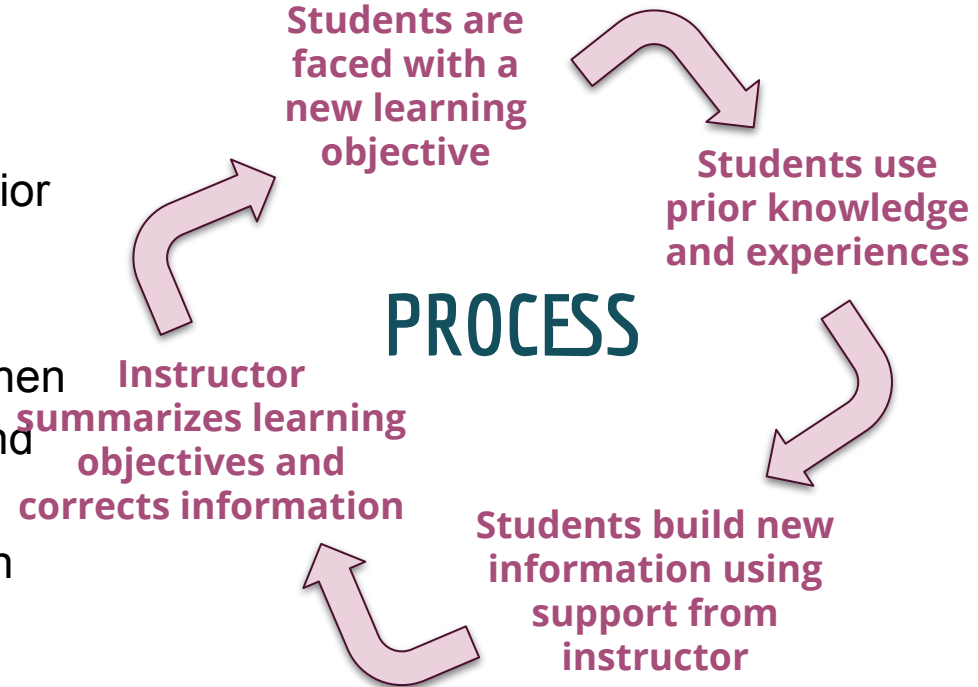 Students are
faced with a
new learning
objective
Students use
prior knowledge
and experiences
PROCESS
Students build new
information using
support from
instructor
Instructor
summarizes learning
objectives and
corrects information